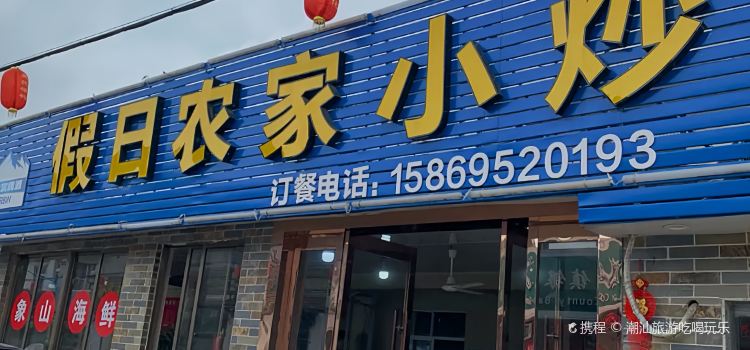 假日农家小炒
订餐电话：15869520193
象山海鲜
携程 © 潮汕旅游吃喝玩乐